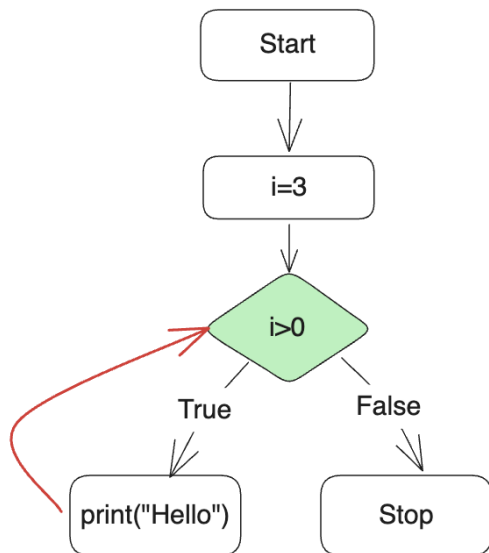 Start
i=3
i>0
True
False
print("Hello")
Stop